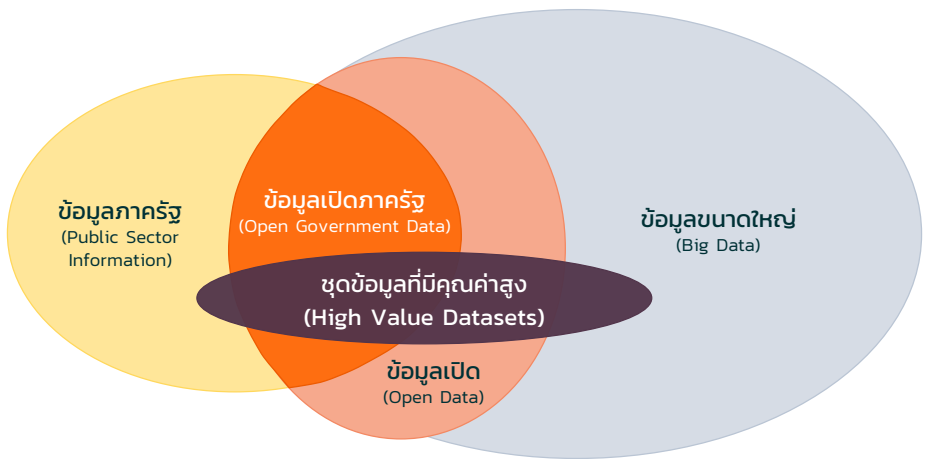 ข้อมูลภาครัฐ
(Public Sector
Information)
ข้อมูลเปิดภาครัฐ
(Open Government Data)
ข้อมูลขนาดใหญ่
(Big Data)
ชุดข้อมูลที่มีคุณค่าสูง
(High Value Datasets)
ข้อมูลเปิด
(Open Data)